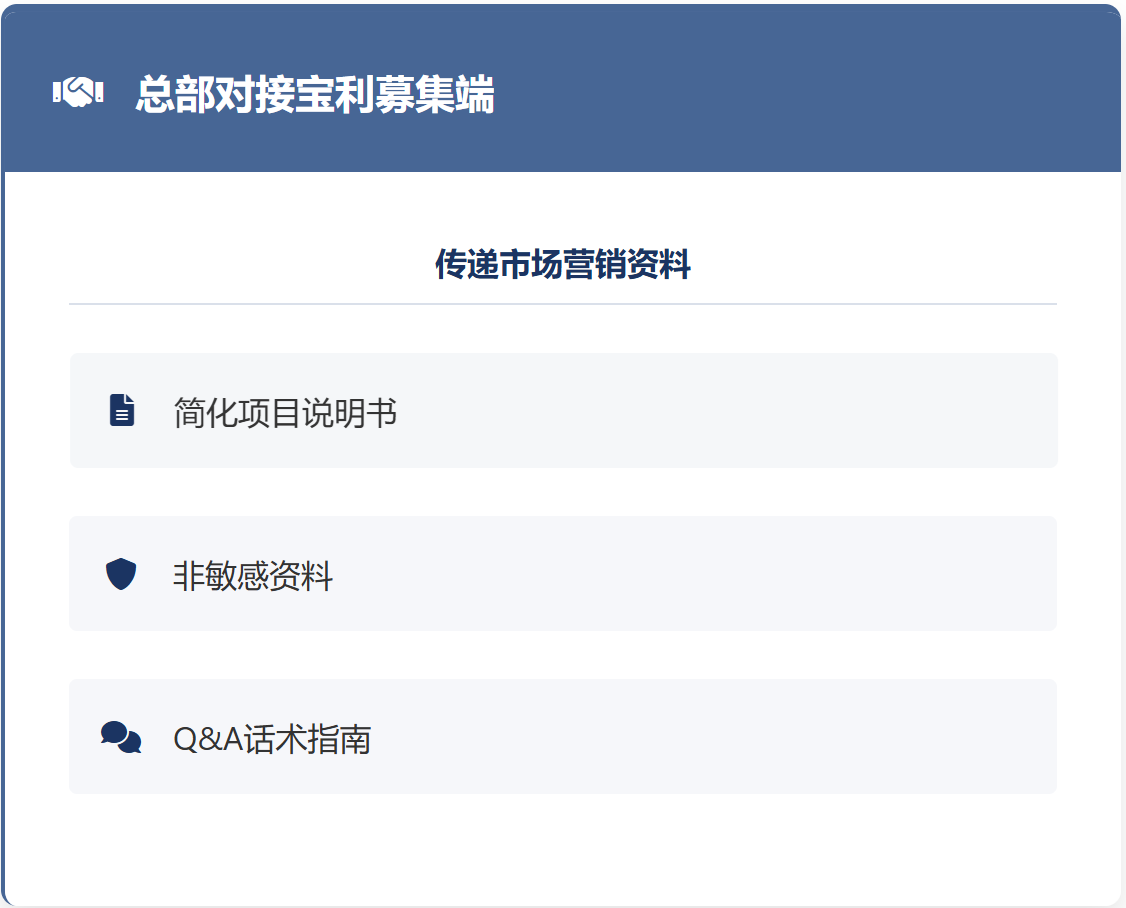 总部对接宝利募集端
传递市场营销资料
简化项目说明书
非敏感资料
Q&A话术指南